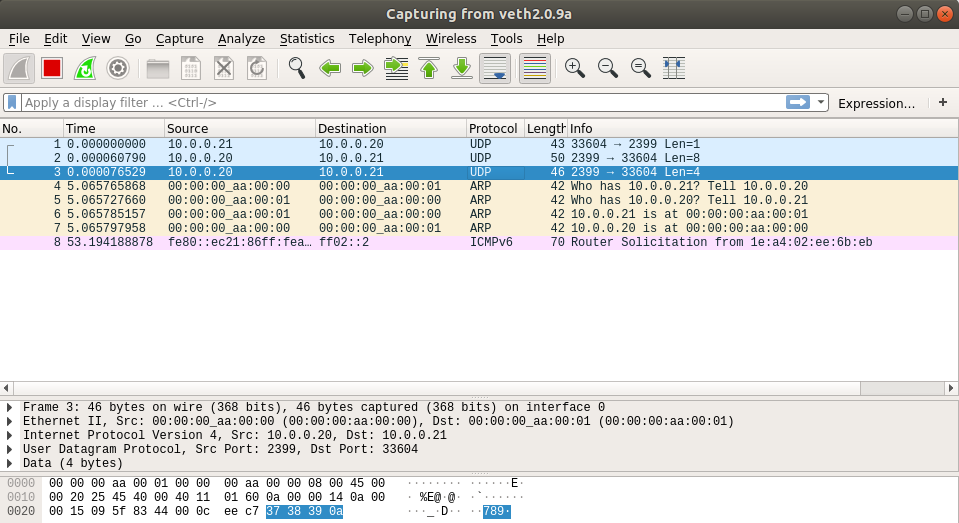 Capturing from veth2.0.9a
File Edit View Go Capture Analyze Statistics Telephony Wireless Tools Help
Apply a display filter … <Ctrl-/> Expression… +
No. Time Source Destination Protocol Length Info
1 0.000000000 10.0.0.21 10.0.0.20 UDP 43 33604 → 2399 Len=1
2 0.000060790 10.0.0.20 10.0.0.21 UDP 50 2399 → 33604 Len=8
3 0.000076529 10.0.0.20 10.0.0.21 UDP 46 2399 → 33604 Len=4
4 5.065765868 00:00:00_aa:00:00 00:00:00_aa:00:01 ARP 42 Who has 10.0.0.21? Tell 10.0.0.20
5 5.065727660 00:00:00_aa:00:01 00:00:00_aa:00:00 ARP 42 Who has 10.0.0.20? Tell 10.0.0.21
6 5.065785157 00:00:00_aa:00:01 00:00:00_aa:00:00 ARP 42 10.0.0.21 is at 00:00:00:aa:00:01
7 5.065797958 00:00:00_aa:00:00 00:00:00_aa:00:01 ARP 42 10.0.0.20 is at 00:00:00:aa:00:00
8 53.194188878 fe80::ec21:86ff:fea… ff02::2 ICMPv6 70 Router Solicitation from 1e:a4:02:ee:6b:eb
Frame 3: 46 bytes on wire (368 bits), 46 bytes captured (368 bits) on interface 0
Ethernet II, Src: 00:00:00_aa:00:00 (00:00:00:aa:00:00), Dst: 00:00:00_aa:00:01 (00:00:00:aa:00:01)
Internet Protocol Version 4, Src: 10.0.0.20, Dst: 10.0.0.21
User Datagram Protocol, Src Port: 2399, Dst Port: 33604
Data (4 bytes)
0000 00 00 00 aa 00 01 00 00 00 aa 00 00 08 00 45 00 ········ ······E·
0010 00 20 25 45 40 00 40 11 01 60 0a 00 00 14 0a 00 · %E@·@· ·`······
0020 00 15 09 5f 83 44 00 0c ee c7 37 38 39 0a ···_·D·· ··789·